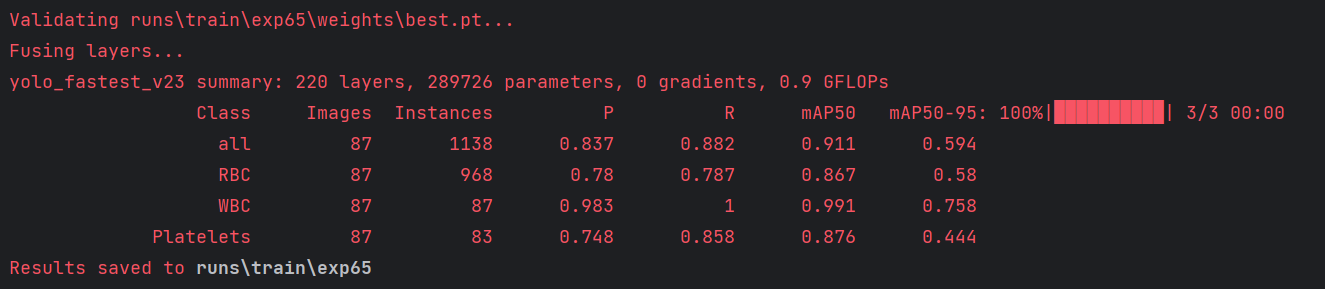 Validating runs\train\exp65\weights\best.pt...
Fusing layers...
yolo_fastest_v23 summary: 220 layers, 289726 parameters, 0 gradients, 0.9 GFLOPs
Class Images Instances P R mAP50 mAP50-95: 100%|██████████| 3/3 00:00
all 87 1138 0.837 0.882 0.911 0.594
RBC 87 968 0.78 0.787 0.867 0.58
WBC 87 87 0.983 1 0.991 0.758
Platelets 87 83 0.748 0.858 0.876 0.444
Results saved to runs\train\exp65